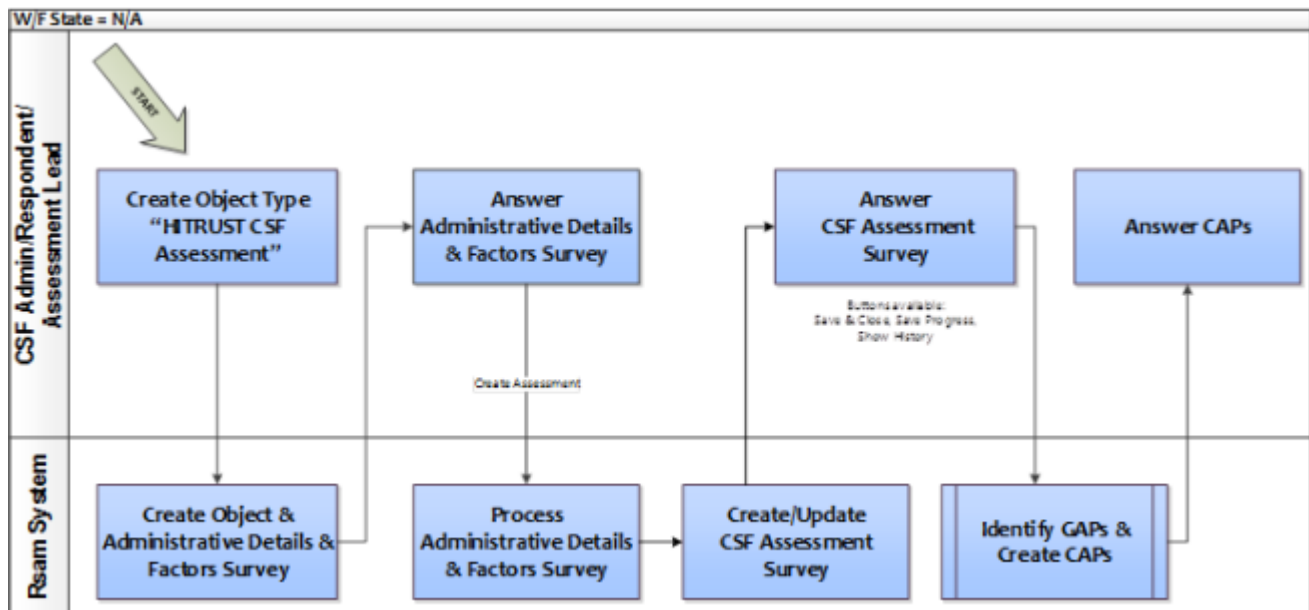 W/F State = N/A
CSF Admin/Respondent/
Assessment Lead
START
Create Object Type
“HITRUST CSF
Assessment”
Answer
Administrative Details
& Factors Survey
Answer
CSF Assessment
Survey
Answer CAPs
Buttons available:
Save & Close, Save Progress,
Show History
Create Assessment
Rsam System
Create Object &
Administrative Details &
Factors Survey
Process
Administrative Details
& Factors Survey
Create/Update
CSF Assessment
Survey
Identify GAPs &
Create CAPs